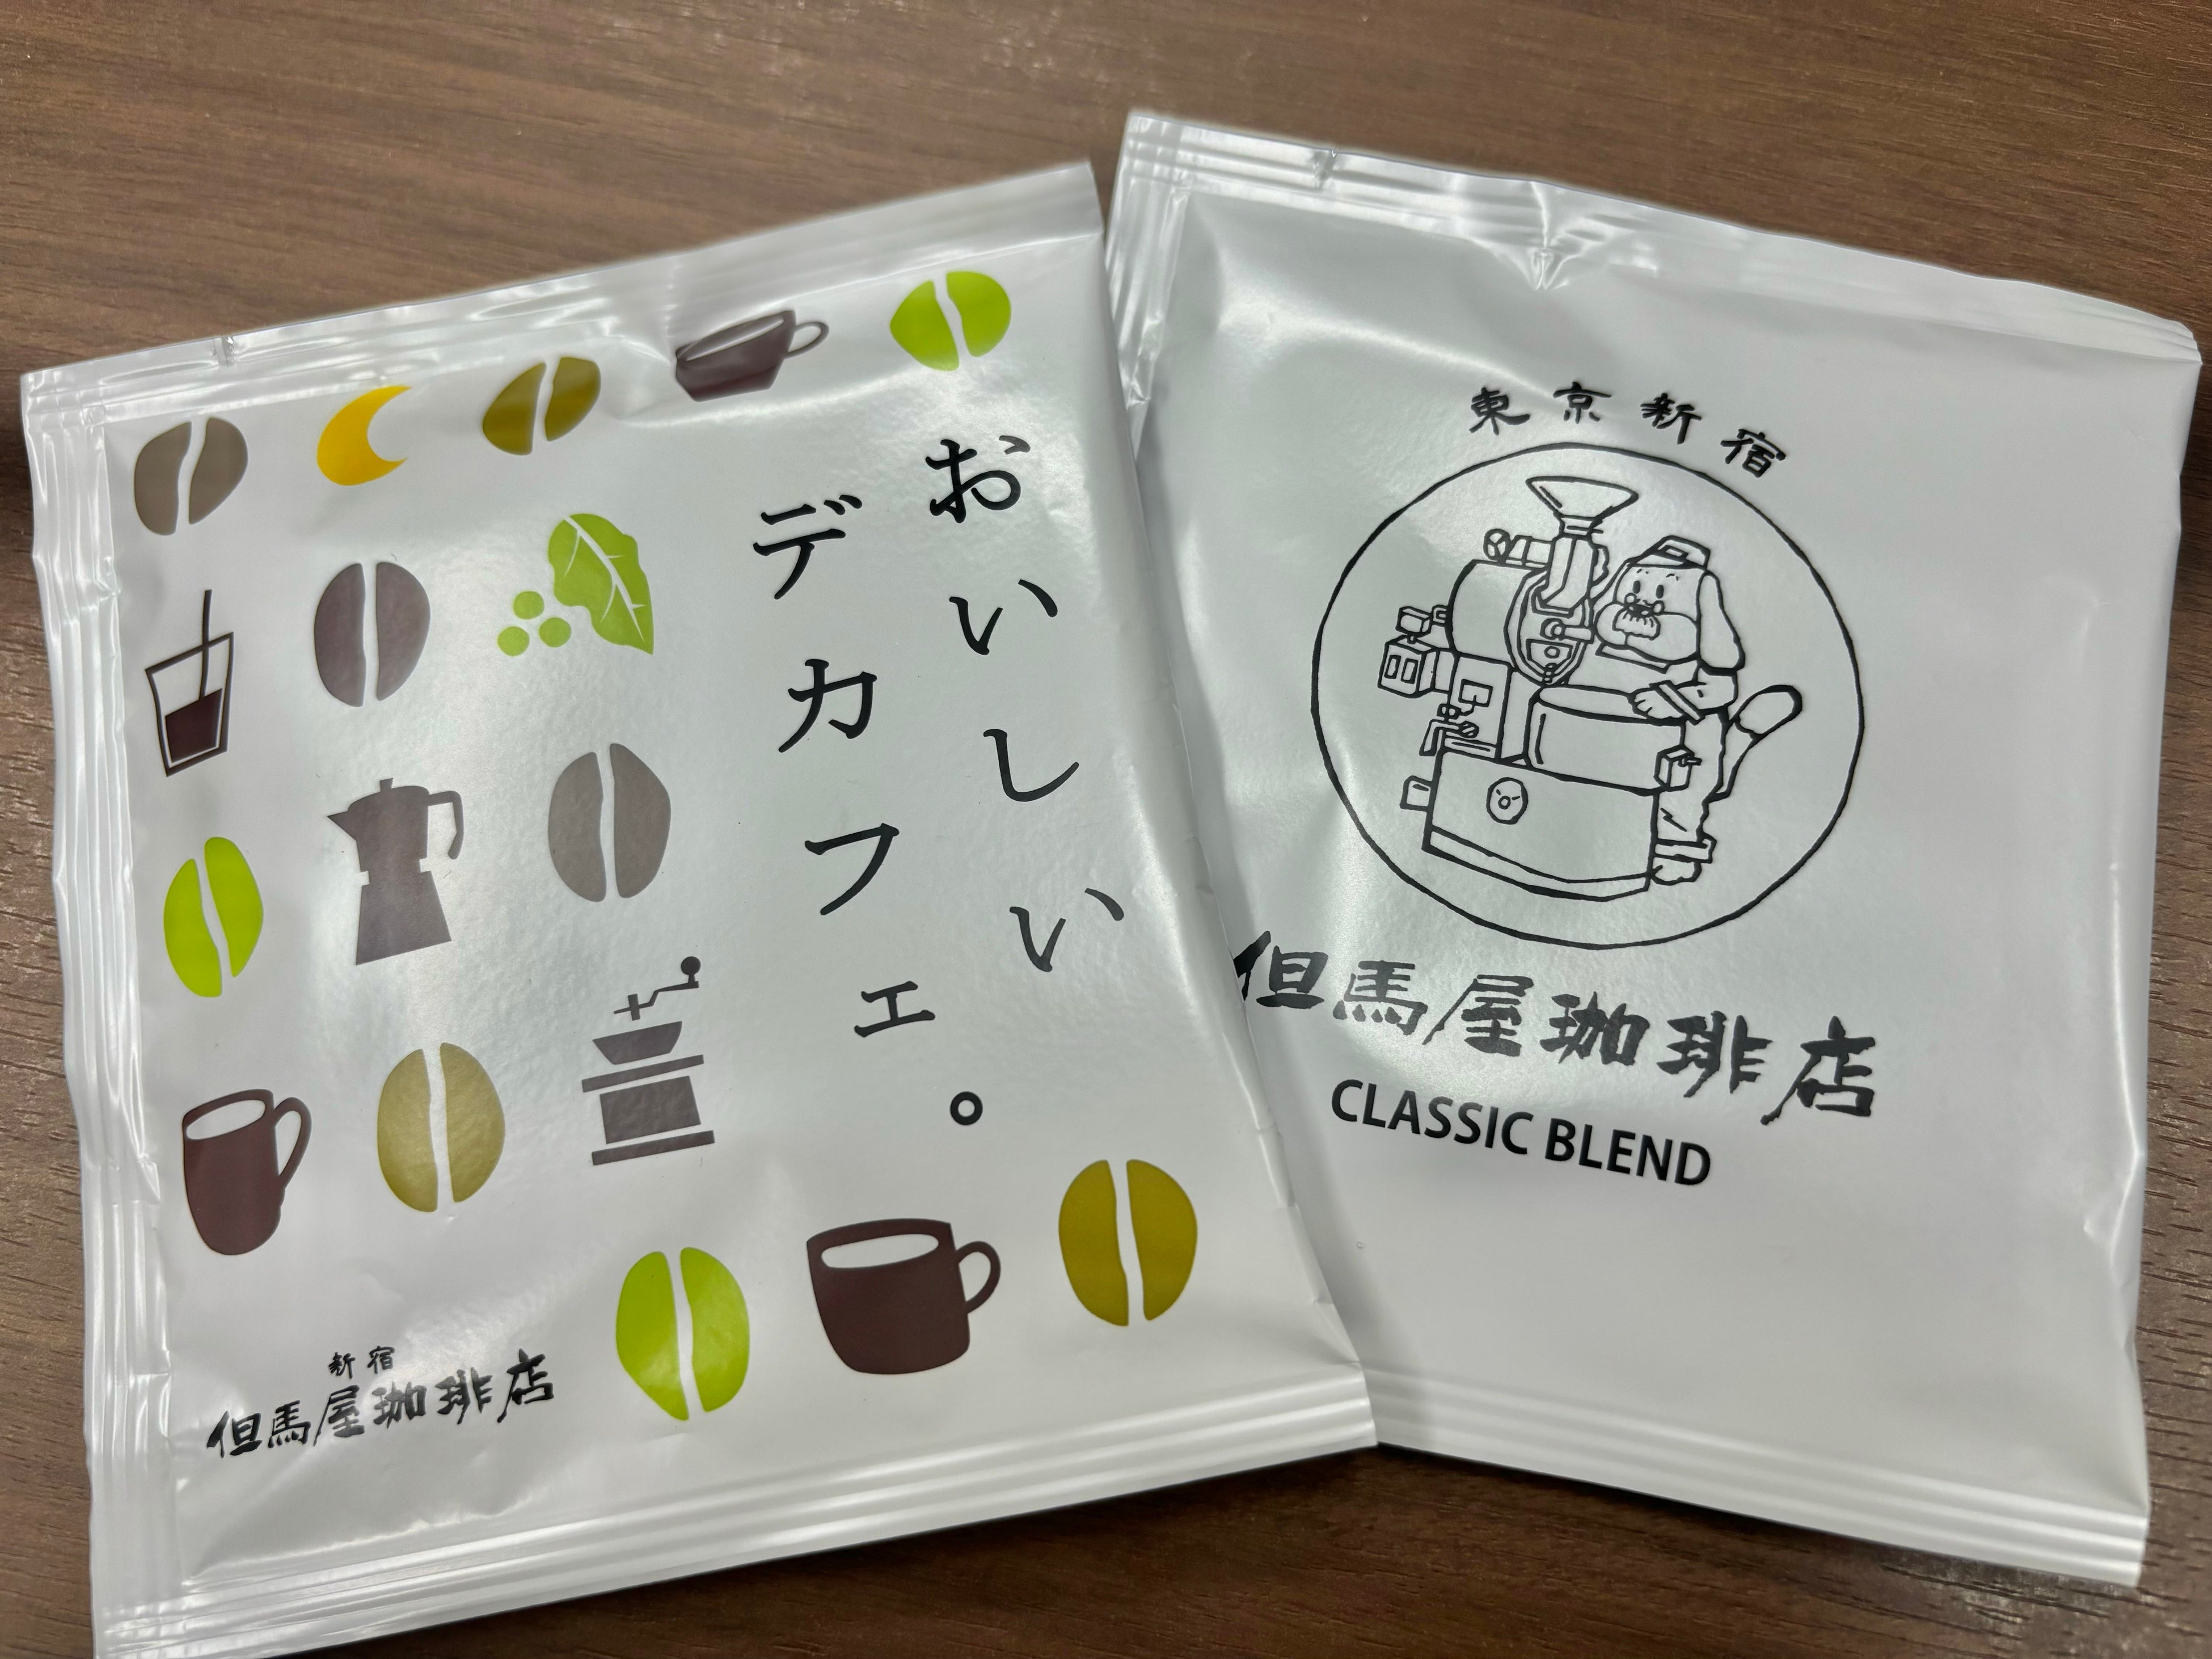 おいしい
デカフェ。
新宿
但馬屋珈琲店
東京新宿
但馬屋珈琲店
CLASSIC BLEND